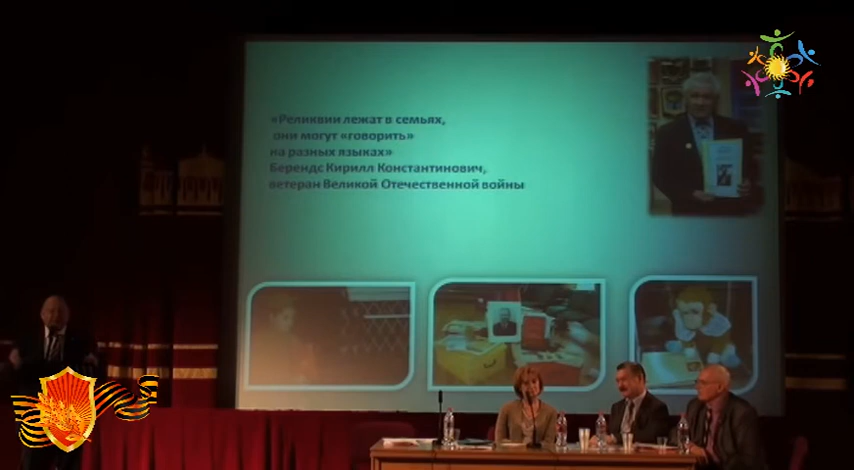 «Реликвии лежат в семьях,
они могут «говорить»
на разных языках»
Берендс Кирилл Константинович,
ветеран Великой Отечественной войны